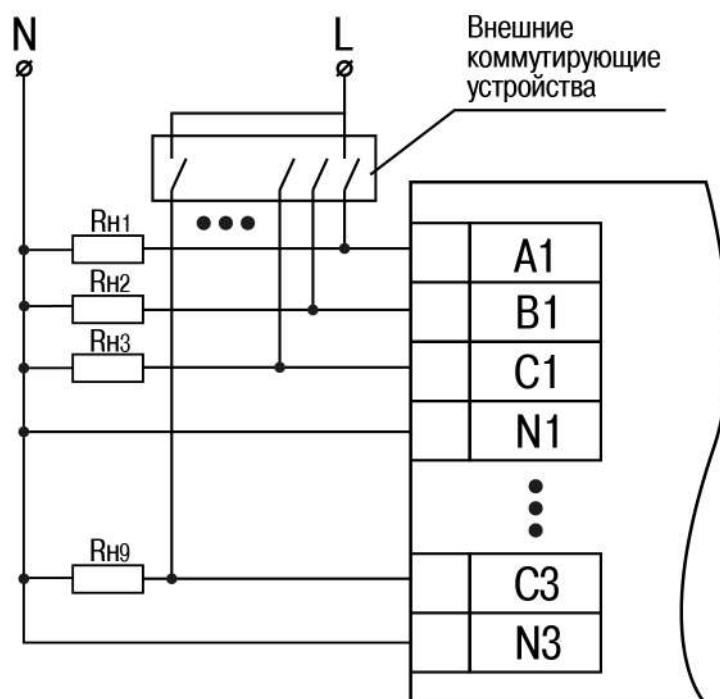 N
L
Внешние
коммутирующие
устройства
Rн1
A1
Rн2
B1
Rн3
C1
N1
Rн9
C3
N3